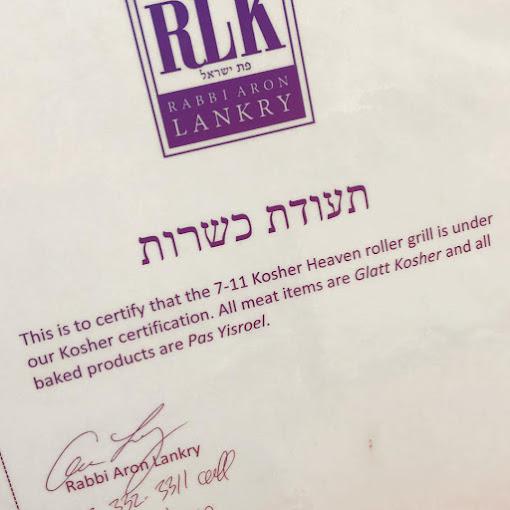 RLK
פת ישראל
RABBI ARON
LANKRY
תעודת כשרות
This is to certify that the 7-11 Kosher Heaven roller grill is under
our Kosher certification. All meat items are Glatt Kosher and all
baked products are Pas Yisroel.
Rabbi Aron Lankry
332-3311 cell